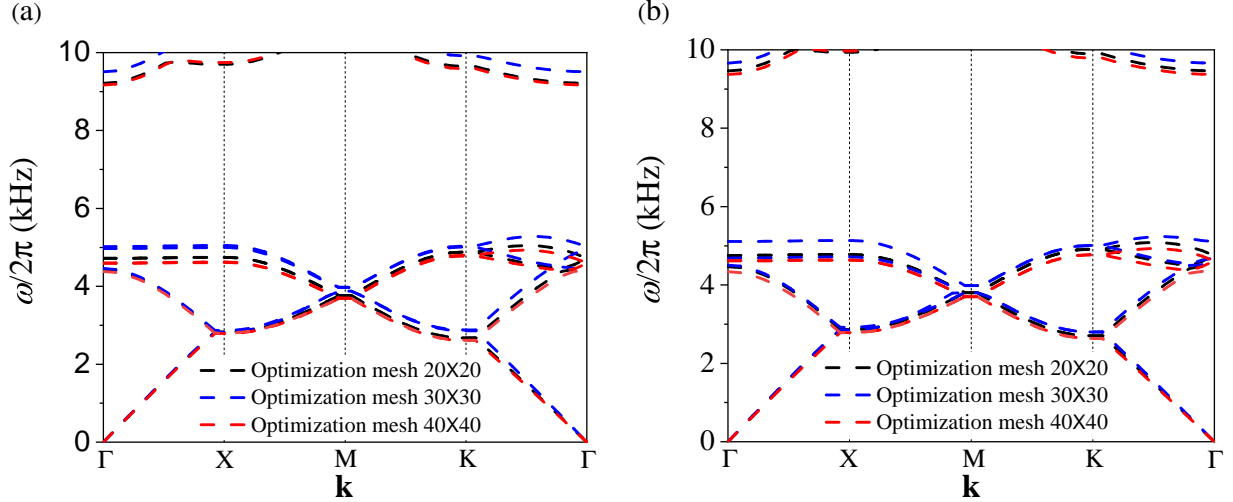 (a)
10
8
6
4
2
0
ω/2π (kHz)
Optimization mesh 20X20
Optimization mesh 30X30
Optimization mesh 40X40
Γ X M K Γ
k
(b)
10
8
6
4
2
0
ω/2π (kHz)
Optimization mesh 20X20
Optimization mesh 30X30
Optimization mesh 40X40
Γ X M K Γ
k